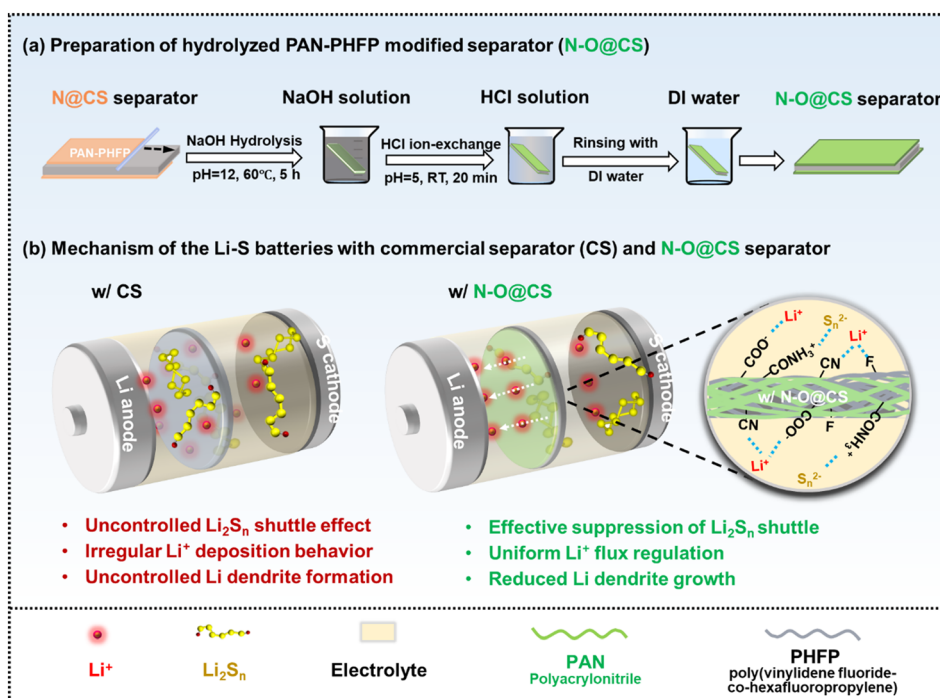 (a) Preparation of hydrolyzed PAN-PHFP modified separator (N-O@CS)
N@CS separator
NaOH solution
HCl solution
DI water
N-O@CS separator
PAN-PHFP
NaOH Hydrolysis
pH=12, 60℃, 5 h
HCl ion-exchange
pH=5, RT, 20 min
Rinsing with
DI water
(b) Mechanism of the Li-S batteries with commercial separator (CS) and N-O@CS separator
w/ CS
Li anode
S cathode
w/ N-O@CS
Li anode
S cathode
Li⁺
Sₙ²⁻
Li⁺
COO⁻
CONH₃⁺
CN
F
w/ N-O@CS
CN
COO⁻
F
CONH₃⁺
Li⁺
Sₙ²⁻
• Uncontrolled Li₂Sₙ shuttle effect
• Irregular Li⁺ deposition behavior
• Uncontrolled Li dendrite formation
• Effective suppression of Li₂Sₙ shuttle
• Uniform Li⁺ flux regulation
• Reduced Li dendrite growth
Li⁺
Li₂Sₙ
Electrolyte
PAN
Polyacrylonitrile
PHFP
poly(vinylidene fluoride-
co-hexafluoropropylene)